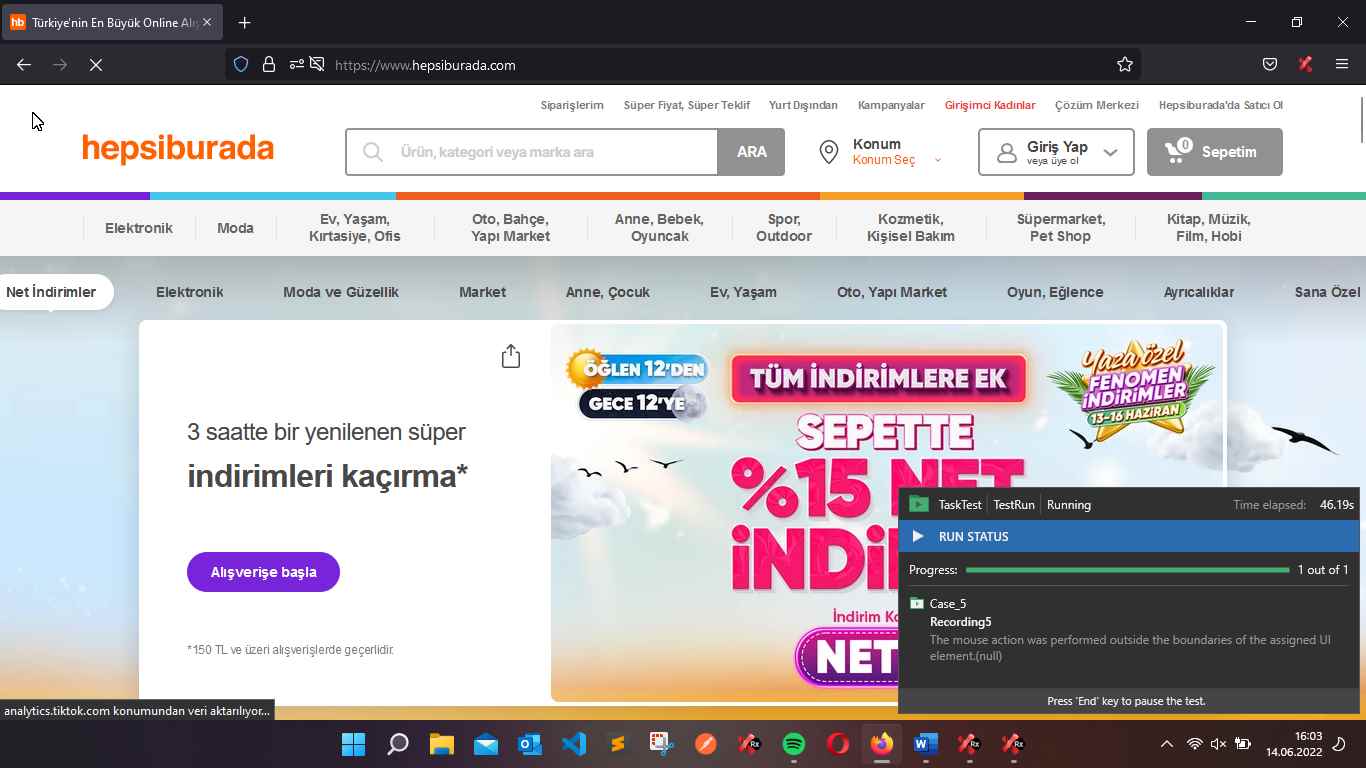 hb Türkiye'nin En Büyük Online Alış
https://www.hepsiburada.com
Siparişlerim Süper Fiyat, Süper Teklif Yurt Dışından Kampanyalar Girişimci Kadınlar Çözüm Merkezi Hepsiburada'da Satıcı Ol
hepsiburada
Ürün, kategori veya marka ara
ARA
Konum
Konum Seç
Giriş Yap
veya üye ol
0
Sepetim
Elektronik
Moda
Ev, Yaşam,
Kırtasiye, Ofis
Oto, Bahçe,
Yapı Market
Anne, Bebek,
Oyuncak
Spor,
Outdoor
Kozmetik,
Kişisel Bakım
Süpermarket,
Pet Shop
Kitap, Müzik,
Film, Hobi
Net İndirimler Elektronik Moda ve Güzellik Market Anne, Çocuk Ev, Yaşam Oto, Yapı Market Oyun, Eğlence Ayrıcalıklar Sana Özel
3 saatte bir yenilenen süper
indirimleri kaçırma*
Alışverişe başla
*150 TL ve üzeri alışverişlerde geçerlidir.
ÖĞLEN 12'DEN
GECE 12'YE
TÜM İNDİRİMLERE EK
SEPETTE
%15 NET
İNDİ
İndirim Ko
NET
Yaza özel
FENOMEN
İNDİRİMLER
13-16 HAZİRAN
TaskTest TestRun Running Time elapsed: 46.19s
RUN STATUS
Progress: 1 out of 1
Case_5
Recording5
The mouse action was performed outside the boundaries of the assigned UI
element.(null)
Press 'End' key to pause the test.
analytics.tiktok.com konumundan veri aktarılıyor...
16:03
14.06.2022